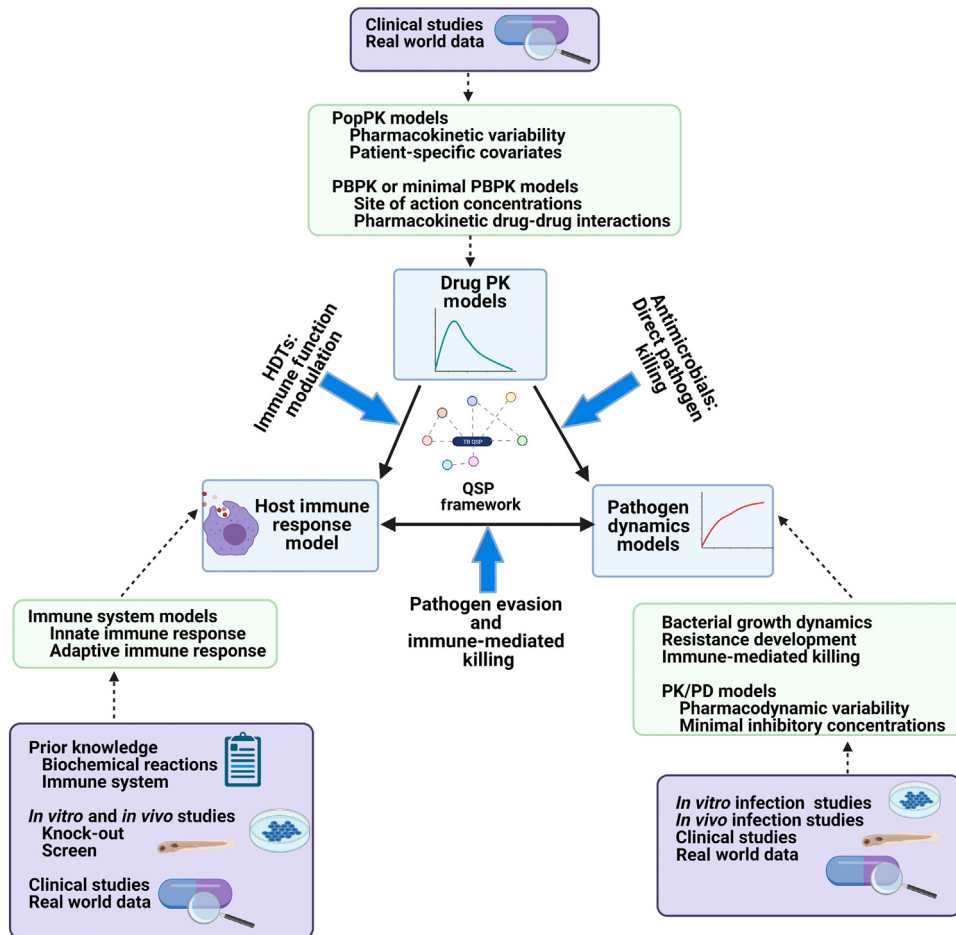 Clinical studies
Real world data
PopPK models
Pharmacokinetic variability
Patient-specific covariates
PBPK or minimal PBPK models
Site of action concentrations
Pharmacokinetic drug-drug interactions
Drug PK
models
HDTs:
Immune function
modulation
Antimicrobials:
Direct pathogen
killing
TB QSP
QSP
framework
Host immune
response
model
Pathogen
dynamics
models
Pathogen evasion
and
immune-mediated
killing
Immune system models
Innate immune response
Adaptive immune response
Prior knowledge
Biochemical reactions
Immune system
In vitro and in vivo studies
Knock-out
Screen
Clinical studies
Real world data
Bacterial growth dynamics
Resistance development
Immune-mediated killing
PK/PD models
Pharmacodynamic variability
Minimal inhibitory concentrations
In vitro infection studies
In vivo infection studies
Clinical studies
Real world data